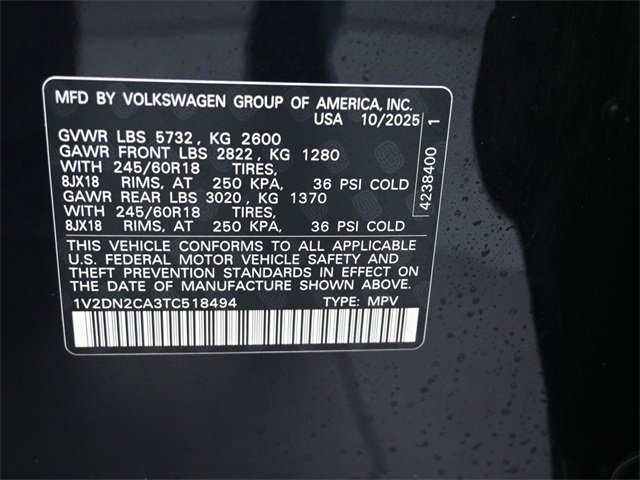 MFD BY VOLKSWAGEN GROUP OF AMERICA, INC.
USA 10/2025
GVWR LBS 5732, KG 2600
GAWR FRONT LBS 2822, KG 1280
WITH 245/60R18 TIRES,
8JX18 RIMS, AT 250 KPA, 36 PSI COLD
GAWR REAR LBS 3020, KG 1370
WITH 245/60R18 TIRES,
8JX18 RIMS, AT 250 KPA, 36 PSI COLD
THIS VEHICLE CONFORMS TO ALL APPLICABLE
U.S. FEDERAL MOTOR VEHICLE SAFETY AND
THEFT PREVENTION STANDARDS IN EFFECT ON
THE DATE OF MANUFACTURE SHOWN ABOVE.
1V2DN2CA3TC518494 TYPE: MPV
4238400 1